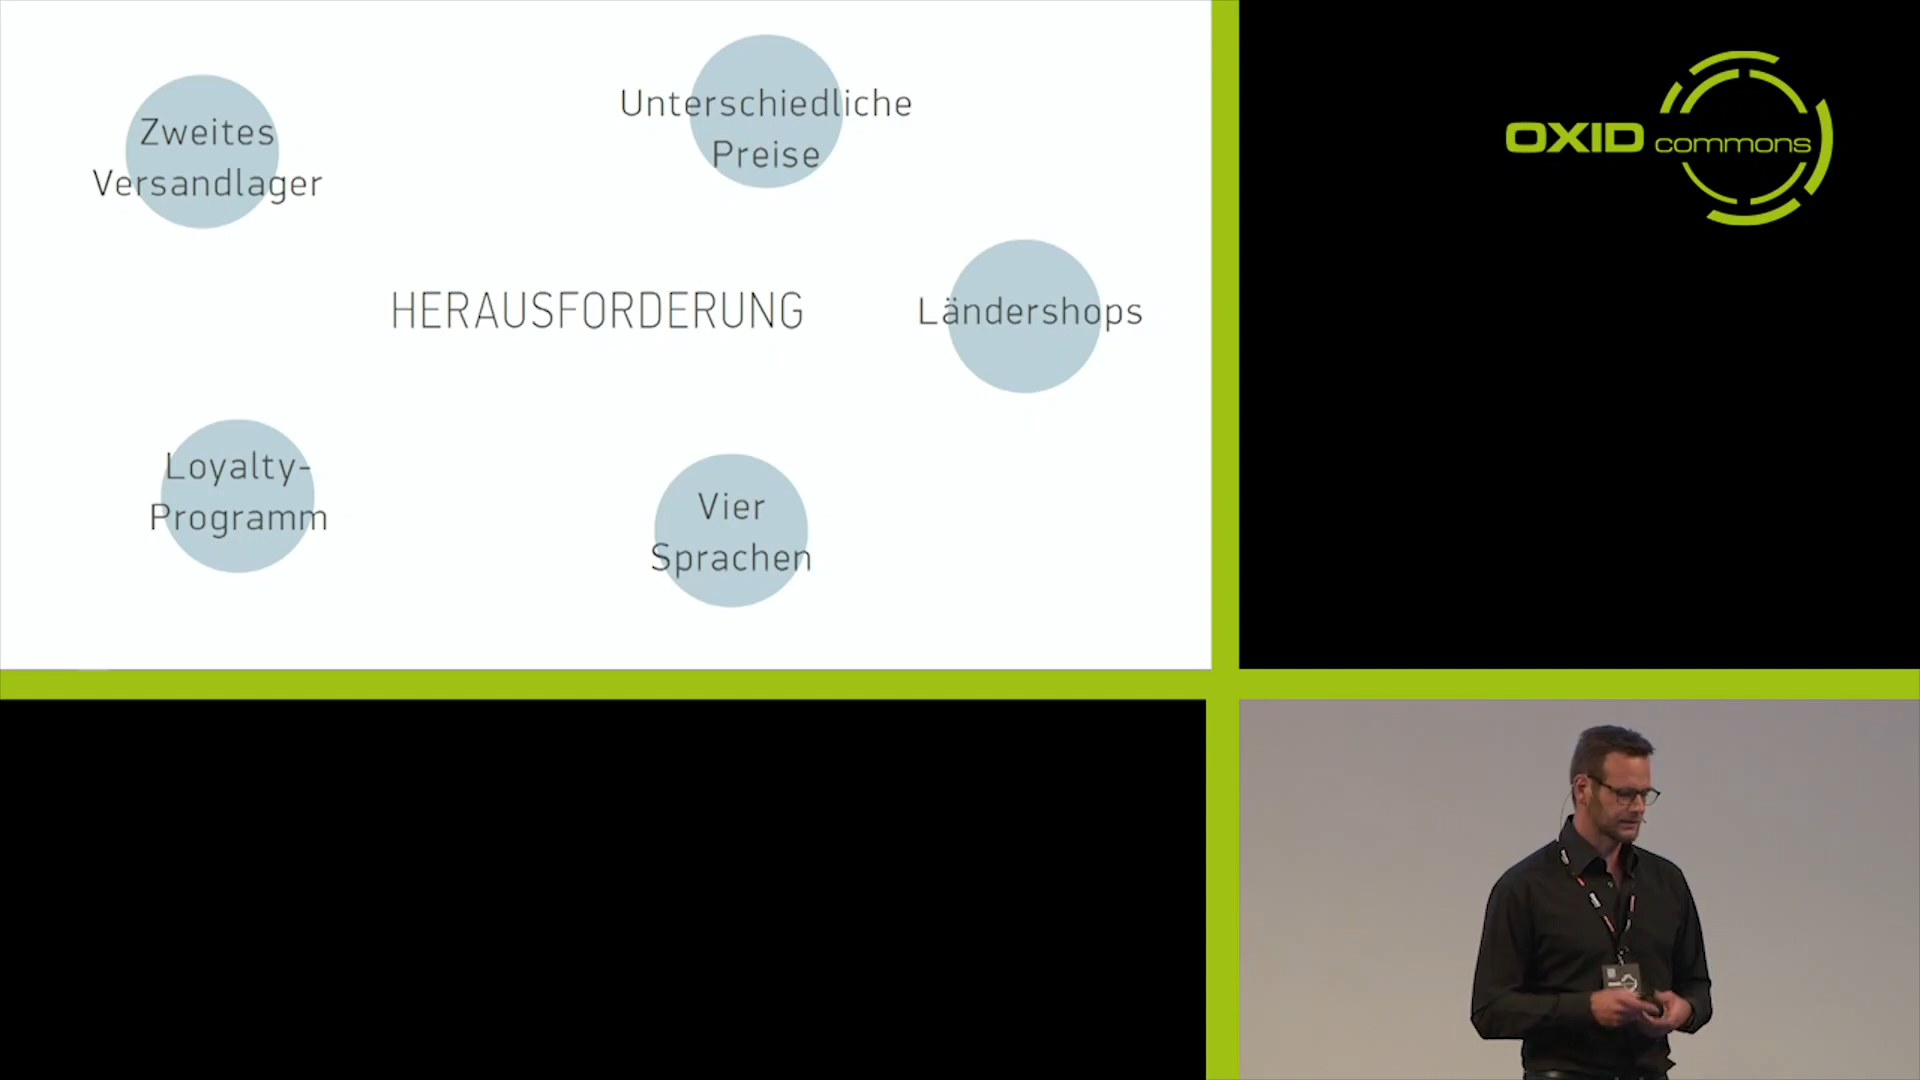 Zweites
Versandlager
Unterschiedliche
Preise
HERAUSFORDERUNG
Ländershops
Loyalty-
Programm
Vier
Sprachen
OXID commons